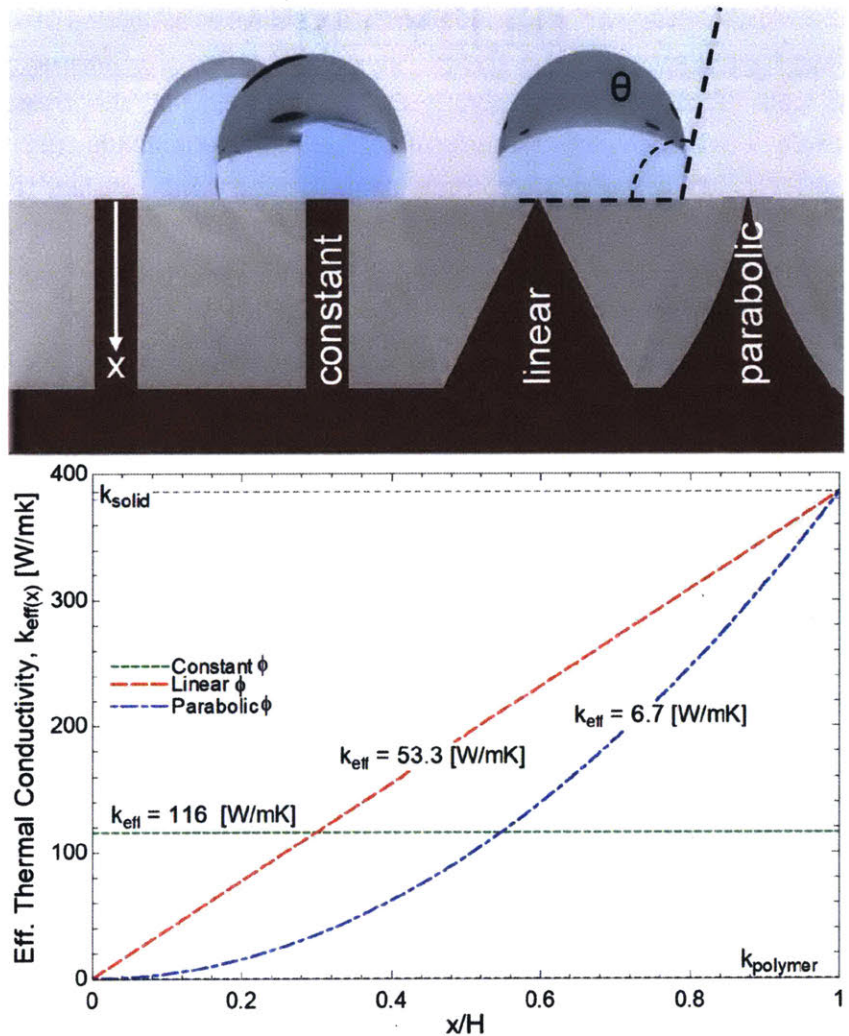 θ
x
constant
linear
parabolic
Eff. Thermal Conductivity, k_eff(x) [W/mk]
400
k_solid
300
Constant ϕ
Linear ϕ
Parabolic ϕ
k_eff = 6.7 [W/mK]
k_eff = 53.3 [W/mK]
200
k_eff = 116 [W/mK]
100
k_polymer
0
0 0.2 0.4 0.6 0.8 1
x/H